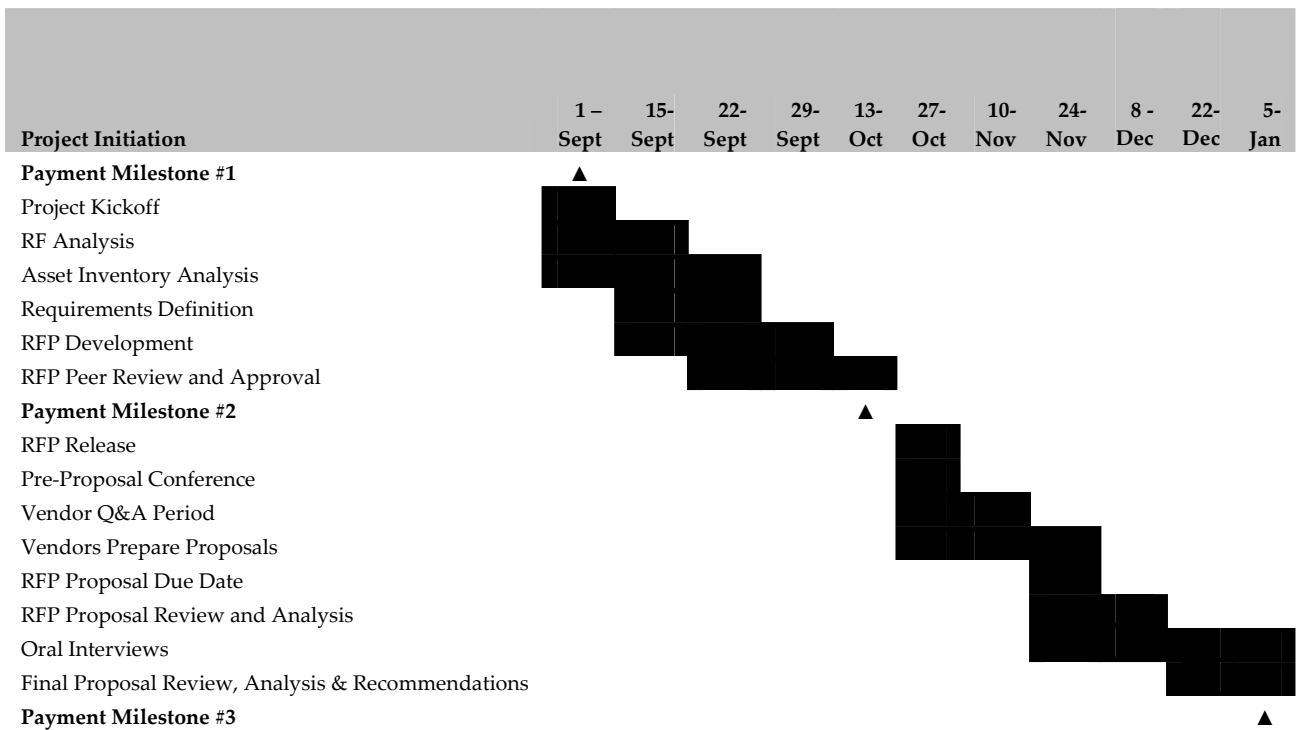 1 – 15- 22- 29- 13- 27- 10- 24- 8 - 22- 5-
Project Initiation Sept Sept Sept Sept Oct Oct Nov Nov Dec Dec Jan
Payment Milestone #1 ▲
Project Kickoff
RF Analysis
Asset Inventory Analysis
Requirements Definition
RFP Development
RFP Peer Review and Approval
Payment Milestone #2 ▲
RFP Release
Pre-Proposal Conference
Vendor Q&A Period
Vendors Prepare Proposals
RFP Proposal Due Date
RFP Proposal Review and Analysis
Oral Interviews
Final Proposal Review, Analysis & Recommendations
Payment Milestone #3 ▲